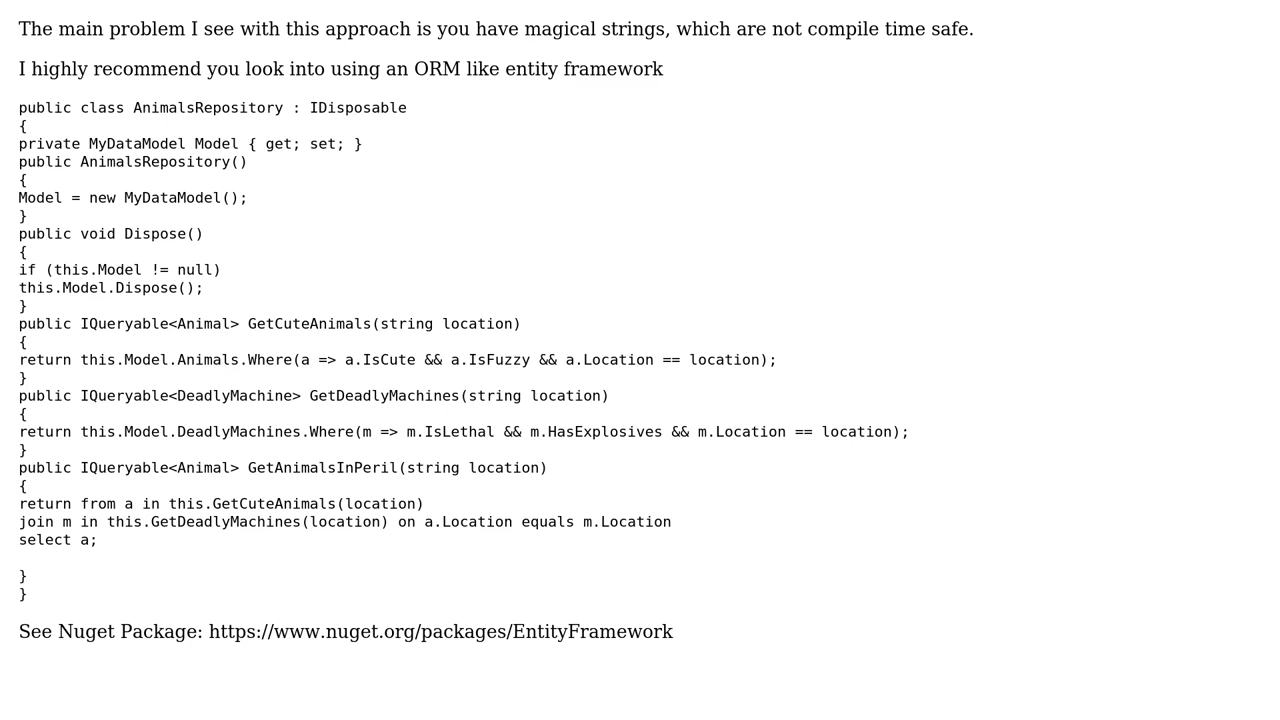 The main problem I see with this approach is you have magical strings, which are not compile time safe.
I highly recommend you look into using an ORM like entity framework
public class AnimalsRepository : IDisposable
{
private MyDataModel Model { get; set; }
public AnimalsRepository()
{
Model = new MyDataModel();
}
public void Dispose()
{
if (this.Model != null)
this.Model.Dispose();
}
public IQueryable<Animal> GetCuteAnimals(string location)
{
return this.Model.Animals.Where(a => a.IsCute && a.IsFuzzy && a.Location == location);
}
public IQueryable<DeadlyMachine> GetDeadlyMachines(string location)
{
return this.Model.DeadlyMachines.Where(m => m.IsLethal && m.HasExplosives && m.Location == location);
}
public IQueryable<Animal> GetAnimalsInPeril(string location)
{
return from a in this.GetCuteAnimals(location)
join m in this.GetDeadlyMachines(location) on a.Location equals m.Location
select a;
}
}
See Nuget Package: https://www.nuget.org/packages/EntityFramework